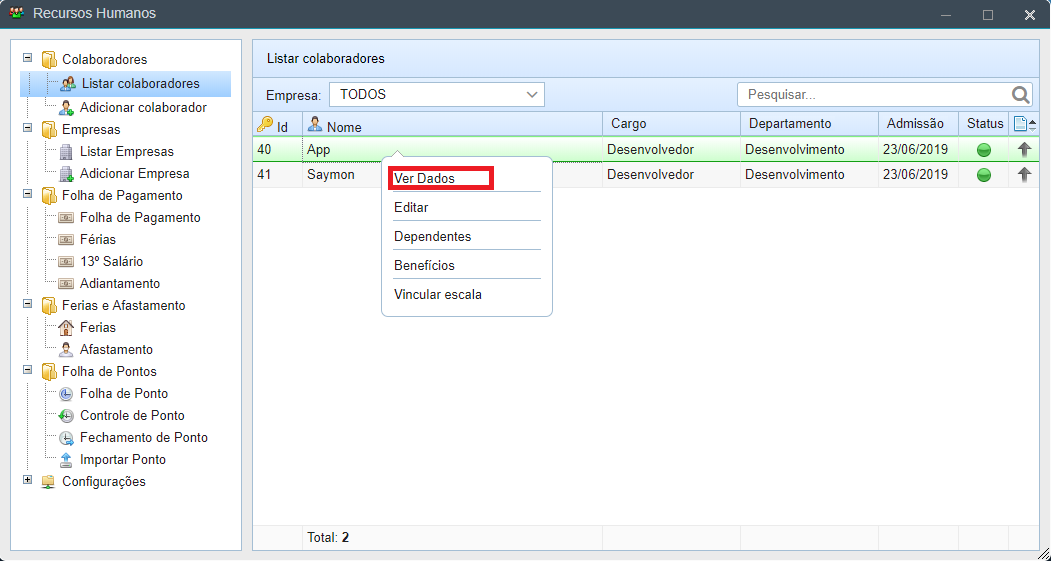 Recursos Humanos
Colaboradores
Listar colaboradores
Adicionar colaborador
Empresas
Listar Empresas
Adicionar Empresa
Folha de Pagamento
Folha de Pagamento
Férias
13º Salário
Adiantamento
Ferias e Afastamento
Ferias
Afastamento
Folha de Pontos
Folha de Ponto
Controle de Ponto
Fechamento de Ponto
Importar Ponto
Configurações
Listar colaboradores
Empresa: TODOS Pesquisar...
Id Nome Cargo Departamento Admissão Status
40 App Desenvolvedor Desenvolvimento 23/06/2019
41 Saymon Desenvolvedor Desenvolvimento 23/06/2019
Ver Dados
Editar
Dependentes
Benefícios
Vincular escala
Total: 2